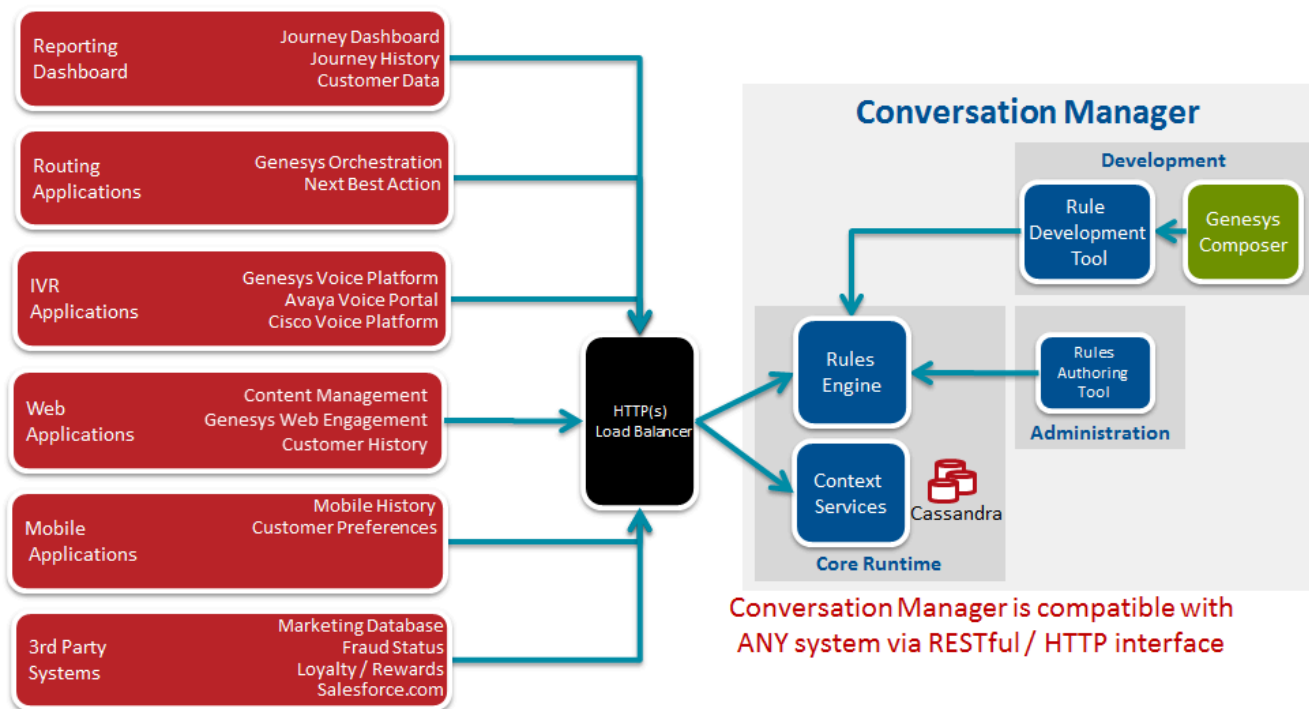 Reporting
Dashboard
Journey Dashboard
Journey History
Customer Data
Routing
Applications
Genesys Orchestration
Next Best Action
IVR
Applications
Genesys Voice Platform
Avaya Voice Portal
Cisco Voice Platform
Web
Applications
Content Management
Genesys Web Engagement
Customer History
Mobile
Applications
Mobile History
Customer Preferences
3rd Party
Systems
Marketing Database
Fraud Status
Loyalty / Rewards
Salesforce.com
HTTP(s)
Load Balancer
Conversation Manager
Development
Rule
Development
Tool
Genesys
Composer
Rules
Engine
Rules
Authoring
Tool
Administration
Context
Services
Cassandra
Core Runtime
Conversation Manager is compatible with
ANY system via RESTful / HTTP interface